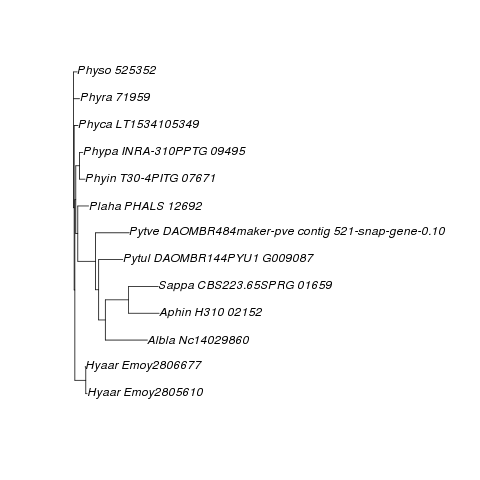 Physo 525352
Phyra 71959
Phyca LT1534105349
Phypa INRA-310PPTG 09495
Phyin T30-4PITG 07671
Plaha PHALS 12692
Pytve DAOMBR484maker-pve contig 521-snap-gene-0.10
Pytul DAOMBR144PYU1 G009087
Sappa CBS223.65SPRG 01659
Aphin H310 02152
Albla Nc14029860
Hyaar Emoy2806677
Hyaar Emoy2805610